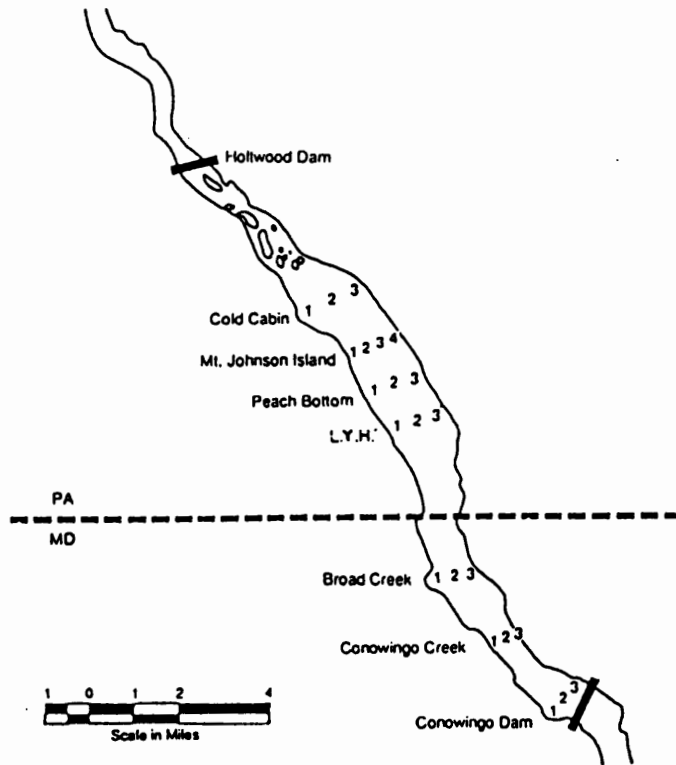 Holtwood Dam
3
2
1
Cold Cabin
1 2 3 4
Mt. Johnson Island
1 2 3
Peach Bottom
1 2 3
L.Y.H.
PA
MD
1 2 3
Broad Creek
1 2 3
Conowingo Creek
3
2
1
Conowingo Dam
1 0 1 2 4
Scale in Miles